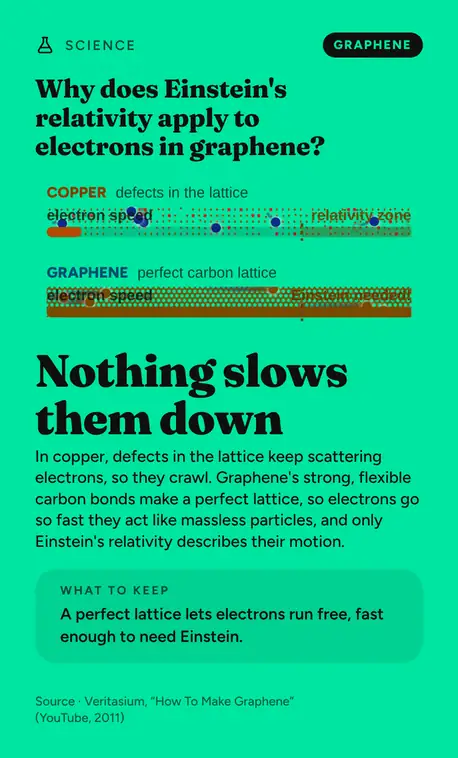 SCIENCE
GRAPHENE
Why does Einstein's
relativity apply to
electrons in graphene?
COPPER defects in the lattice
electron speed
relativity zone
GRAPHENE perfect carbon lattice
electron speed
Einstein needed!
Nothing slows
them down
In copper, defects in the lattice keep scattering
electrons, so they crawl. Graphene's strong, flexible
carbon bonds make a perfect lattice, so electrons go
so fast they act like massless particles, and only
Einstein's relativity describes their motion.
WHAT TO KEEP
A perfect lattice lets electrons run free, fast
enough to need Einstein.
Source · Veritasium, “How To Make Graphene”
(YouTube, 2011)